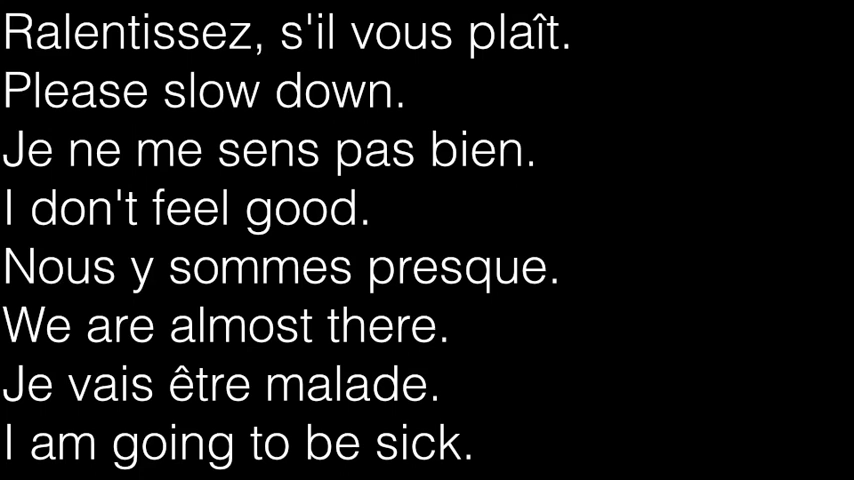 Ralentissez, s'il vous plaît.
Please slow down.
Je ne me sens pas bien.
I don't feel good.
Nous y sommes presque.
We are almost there.
Je vais être malade.
I am going to be sick.